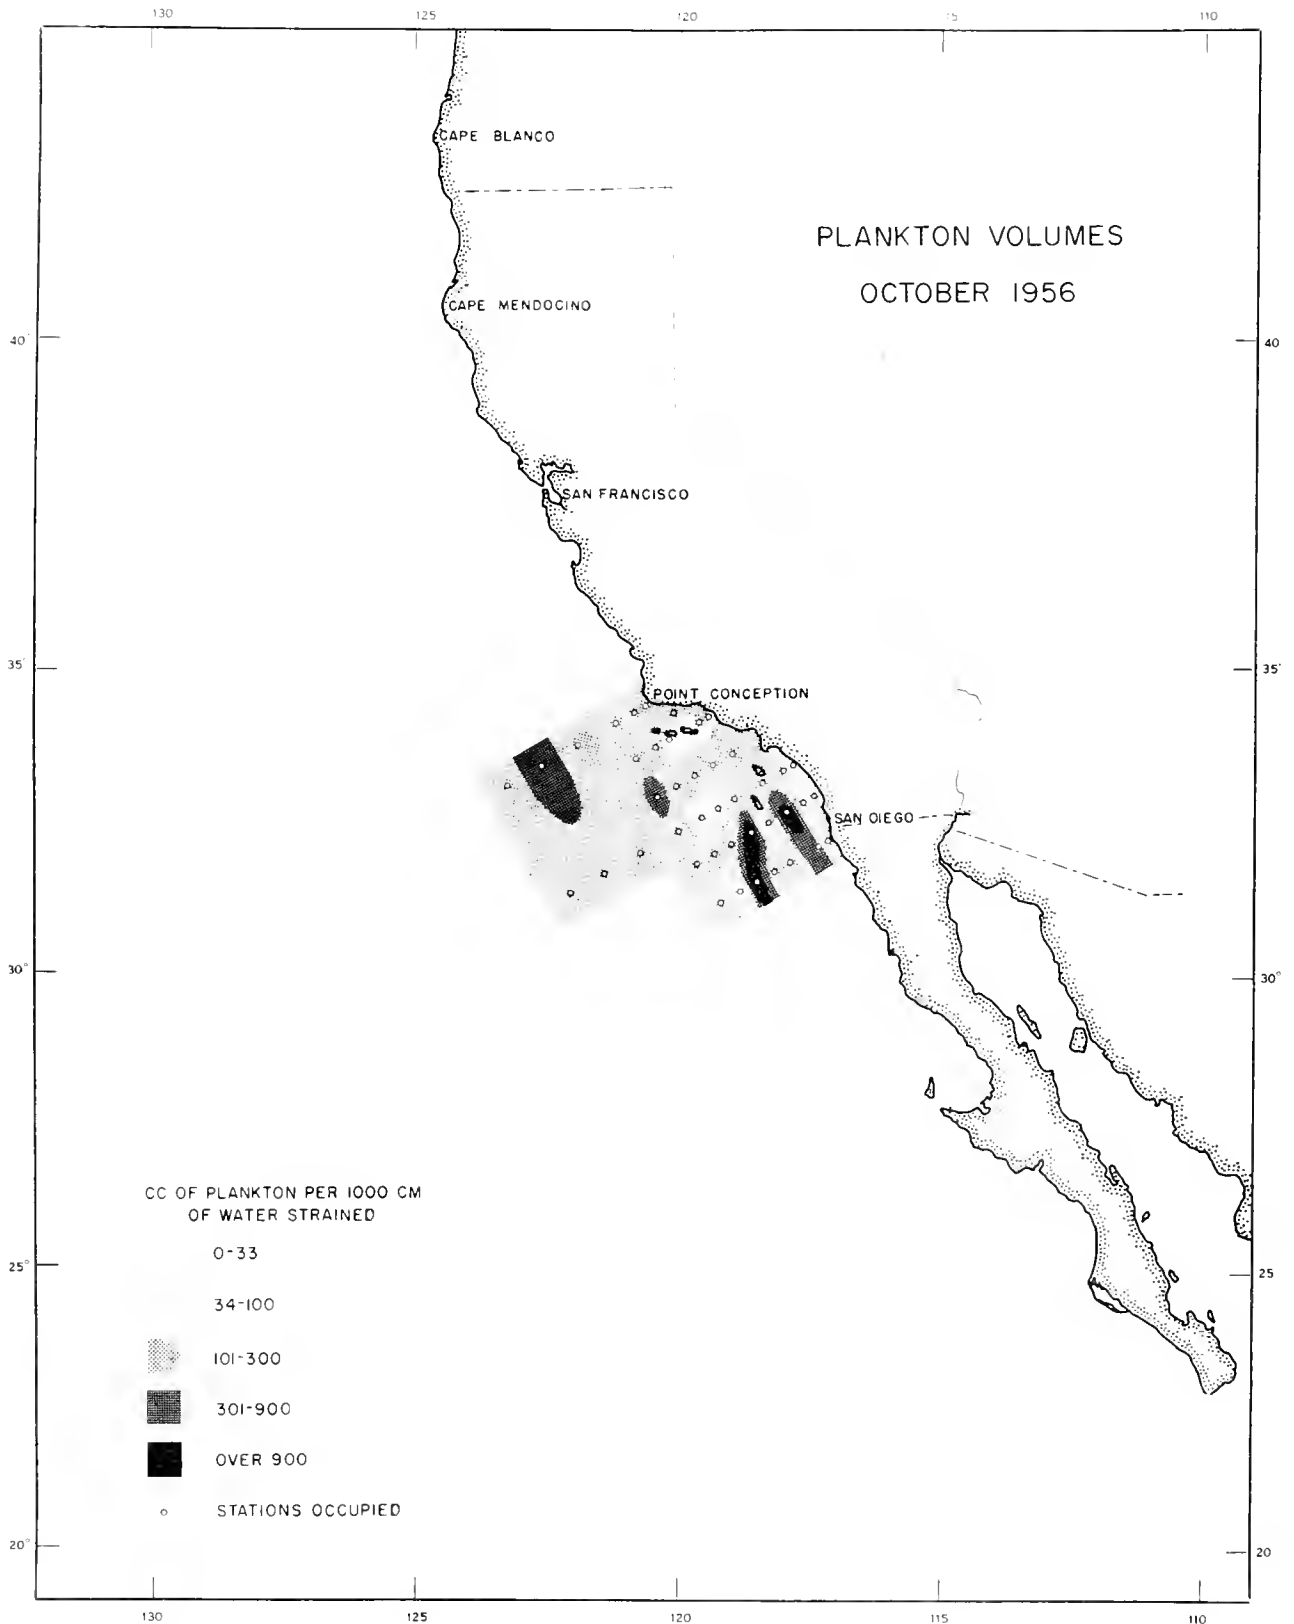 130 125 120 15 110
CAPE BLANCO
PLANKTON VOLUMES
OCTOBER 1956
CAPE MENDOCINO
40° 40
SAN FRANCISCO
35° 35°
POINT CONCEPTION
SAN DIEGO
30° 30°
CC OF PLANKTON PER 1000 CM
OF WATER STRAINED
0-33
25° 25
34-100
101-300
301-900
OVER 900
STATIONS OCCUPIED
20° 20
130 125 120 115 110